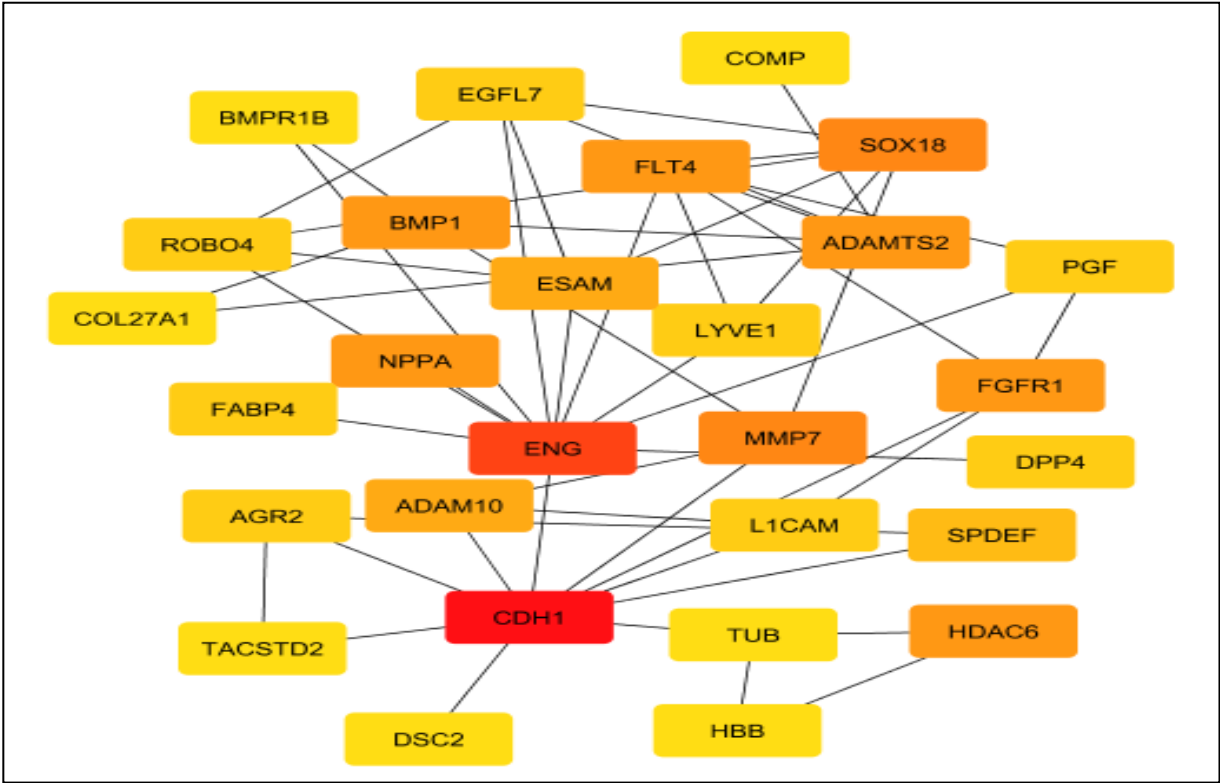 COMP
EGFL7
BMPR1B
SOX18
FLT4
BMP1
ROBO4
ADAMTS2
PGF
ESAM
COL27A1
LYVE1
NPPA
FGFR1
FABP4
MMP7
ENG
DPP4
ADAM10
AGR2
L1CAM
SPDEF
CDH1
TUB
HDAC6
TACSTD2
DSC2
HBB